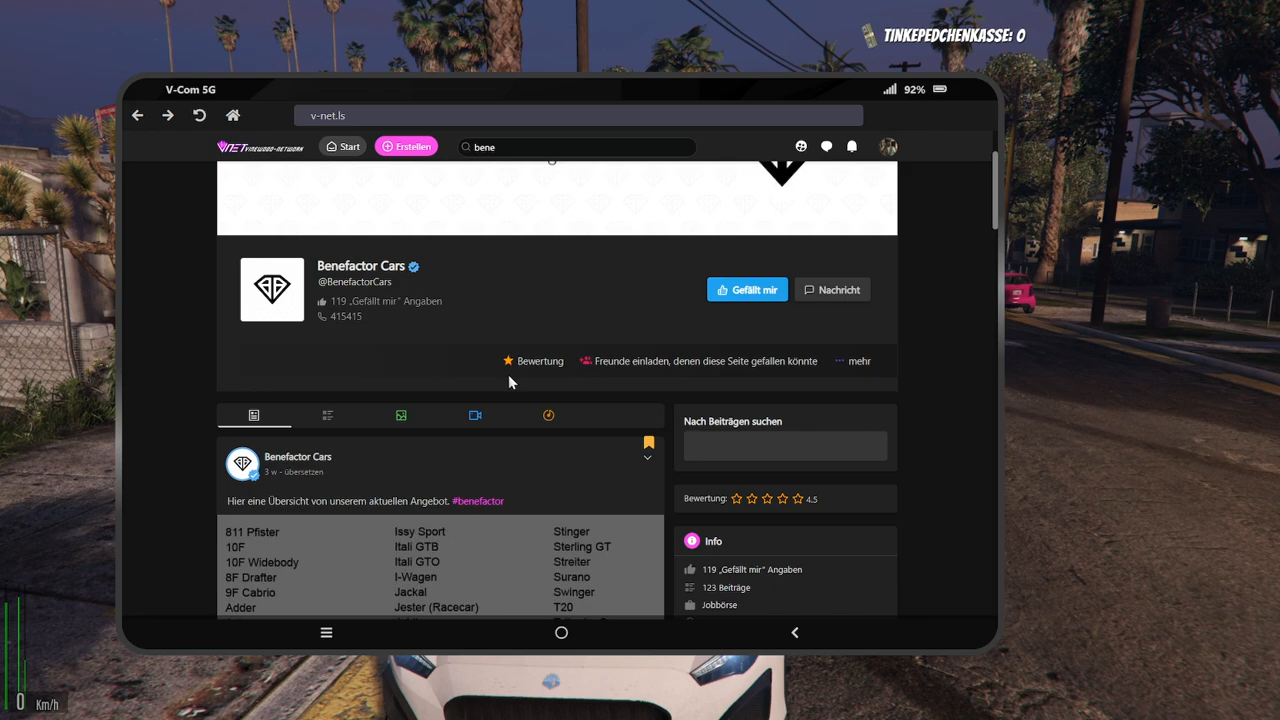 TINKEPEDCHENKASSE: 0
V-Com 5G
92%
v-net.ls
VNET VINEWOOD-NETWORK
Start
Erstellen
bene
Benefactor Cars
@BenefactorCars
119 „Gefällt mir" Angaben
415415
Gefällt mir
Nachricht
Bewertung
Freunde einladen, denen diese Seite gefallen könnte
mehr
Benefactor Cars
3 w - übersetzen
Hier eine Übersicht von unserem aktuellen Angebot. #benefactor
811 Pfister Issy Sport Stinger
10F Itali GTB Sterling GT
10F Widebody Itali GTO Streiter
8F Drafter I-Wagen Surano
9F Cabrio Jackal Swinger
Adder Jester (Racecar) T20
Nach Beiträgen suchen
Bewertung: 4.5
Info
119 „Gefällt mir" Angaben
123 Beiträge
Jobbörse
0 Km/h